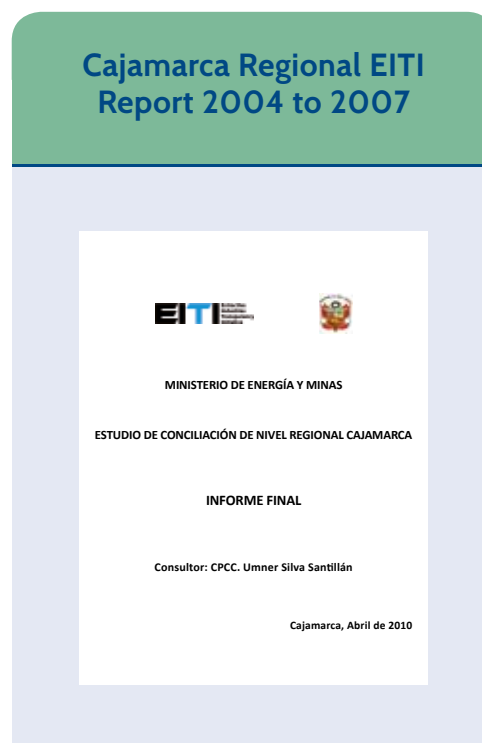 Cajamarca Regional EITI
Report 2004 to 2007
EITI
MINISTERIO DE ENERGÍA Y MINAS
ESTUDIO DE CONCILIACIÓN DE NIVEL REGIONAL CAJAMARCA
INFORME FINAL
Consultor: CPCC. Umner Silva Santillán
Cajamarca, Abril de 2010